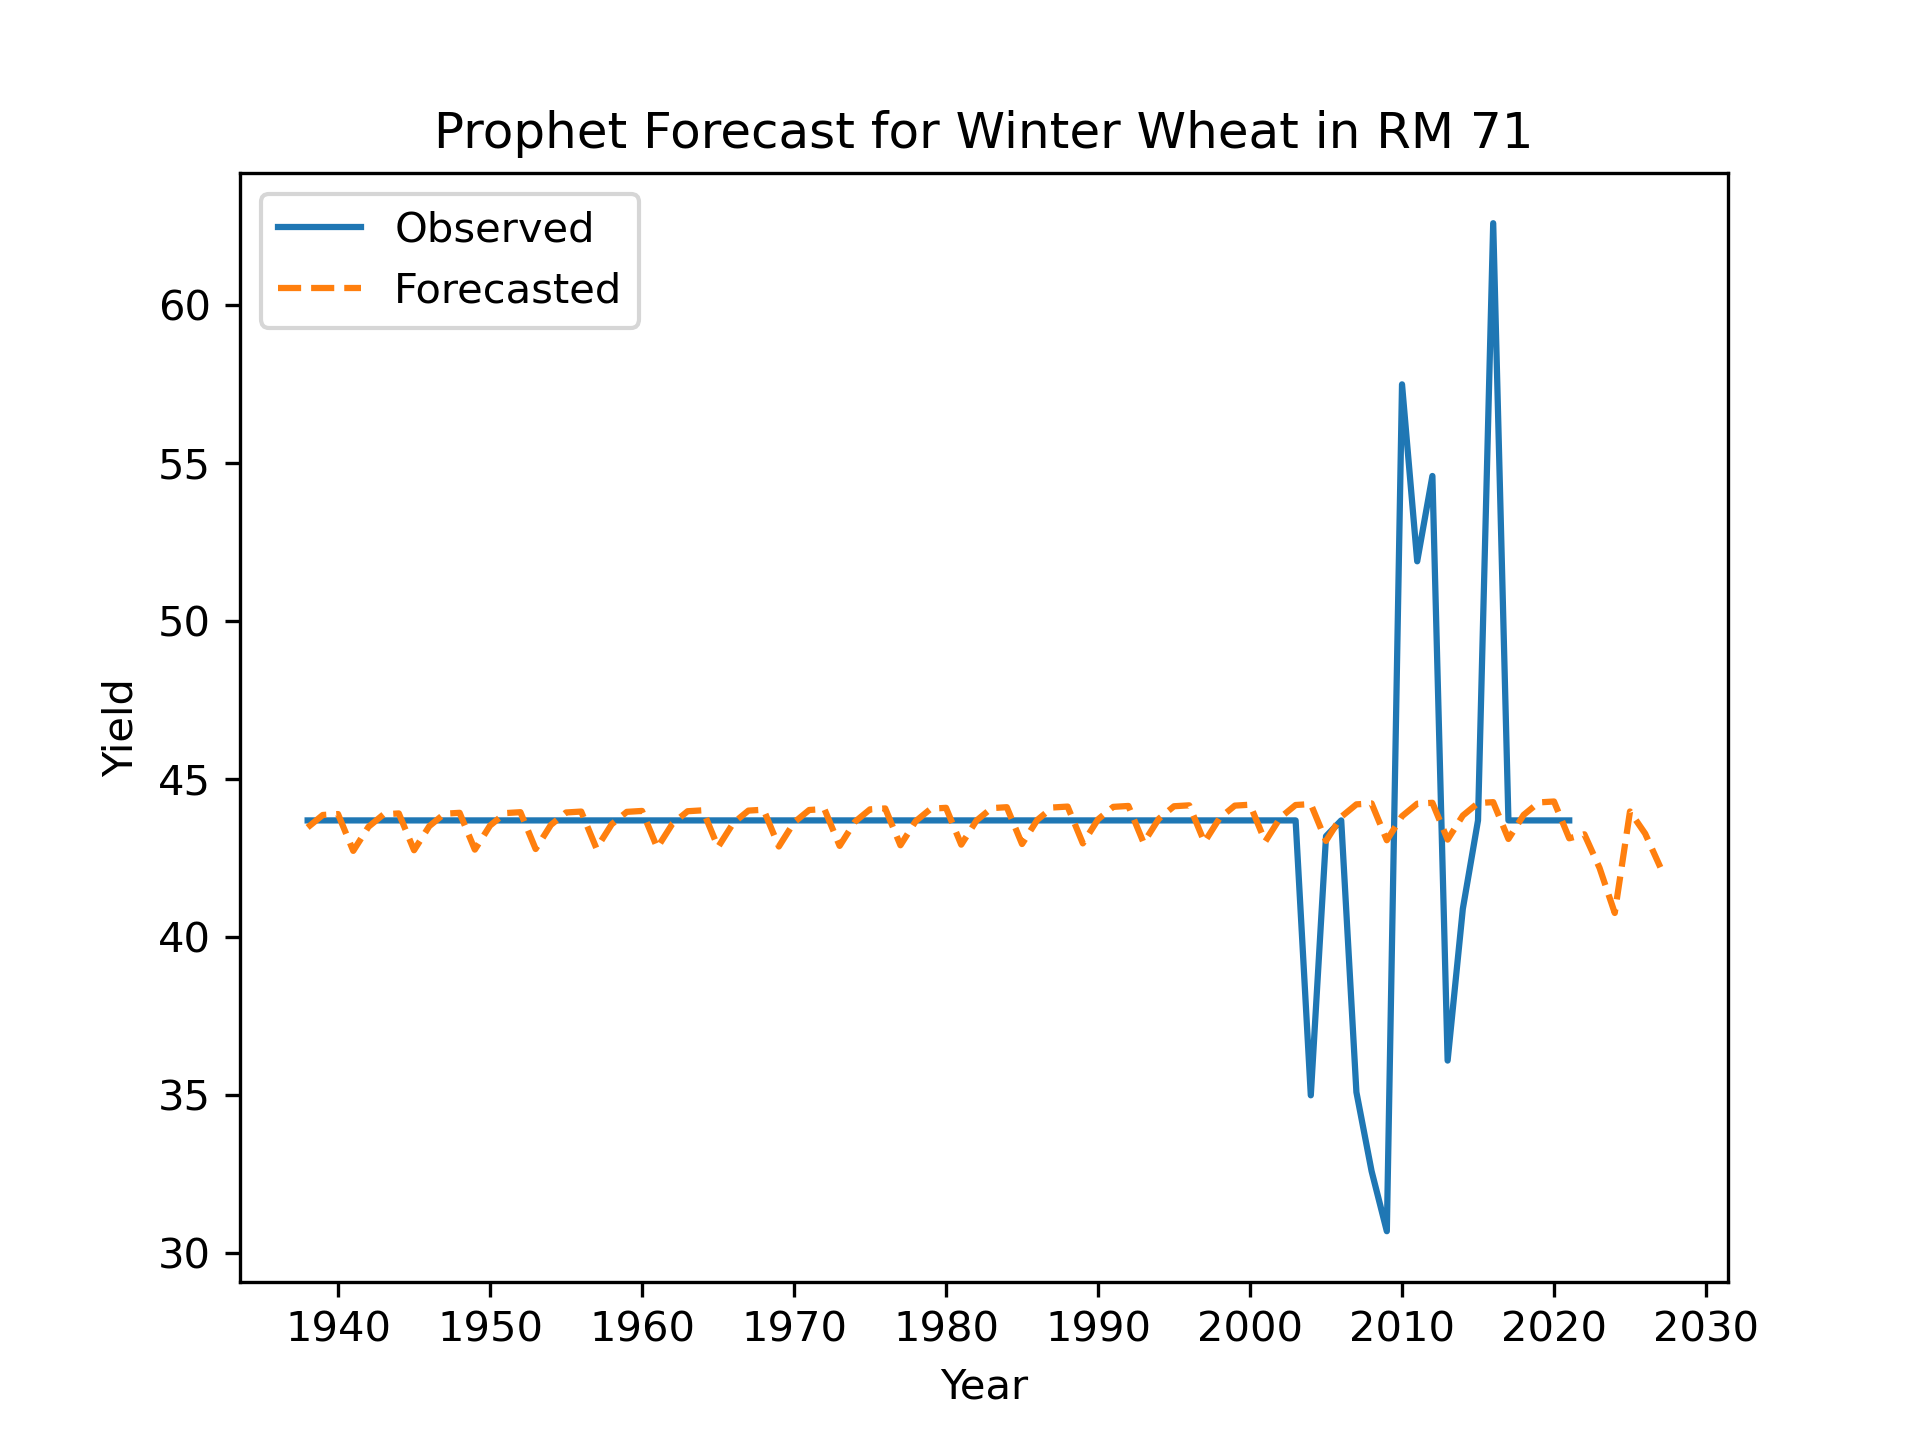 Prophet Forecast for Winter Wheat in RM 71
Observed
Forecasted
60
55
50
45
40
35
30
Yield
1940 1950 1960 1970 1980 1990 2000 2010 2020 2030
Year